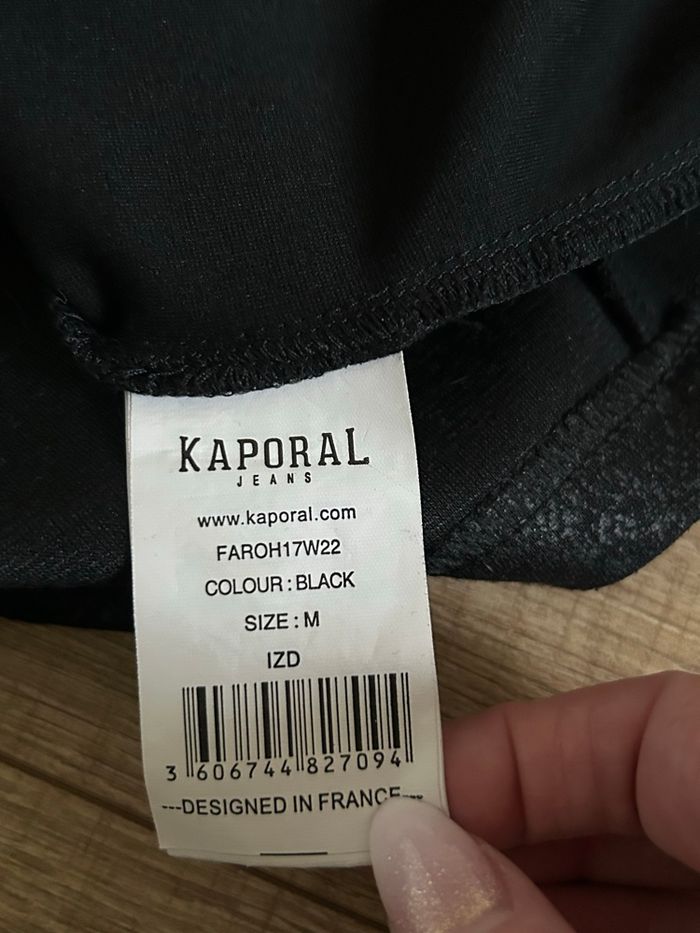 KAPORAL
JEANS
www.kaporal.com
FAROH17W22
COLOUR : BLACK
SIZE : M
IZD
3 606744 827094
---DESIGNED IN FRANCE---